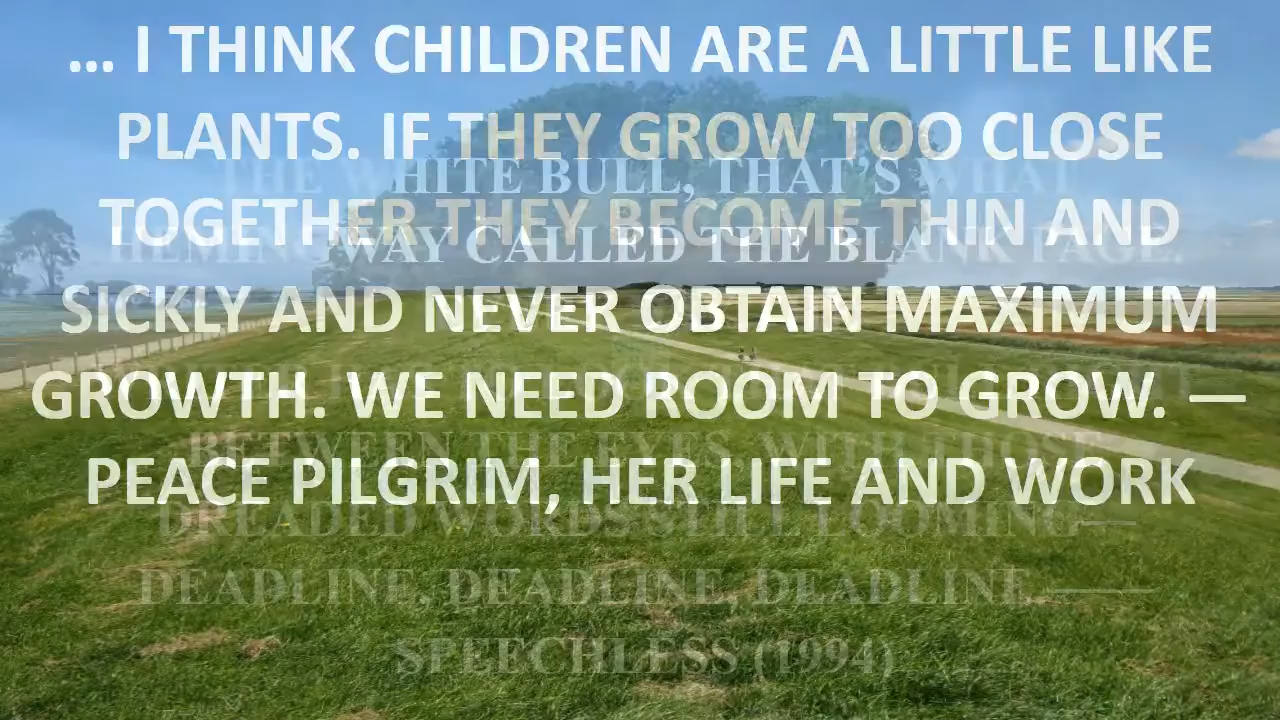 … I THINK CHILDREN ARE A LITTLE LIKE
PLANTS. IF THEY GROW TOO CLOSE
THE WHITE BULL, THAT'S WHAT
TOGETHER THEY BECOME THIN AND
HEMINGWAY CALLED THE BLANK PAGE.
SICKLY AND NEVER OBTAIN MAXIMUM
GROWTH. WE NEED ROOM TO GROW. —
BETWEEN THE EYES, WITH THOSE
PEACE PILGRIM, HER LIFE AND WORK
DREADED WORDS STILL LOOMING—
DEADLINE, DEADLINE, DEADLINE —
SPEECHLESS (1994)